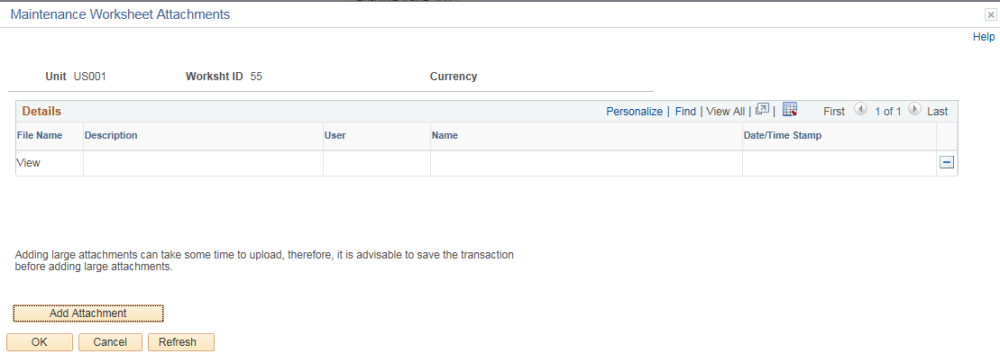 Maintenance Worksheet Attachments
Help
Unit US001 Worksht ID 55 Currency
Details Personalize | Find | View All | | First 1 of 1 Last
File Name Description User Name Date/Time Stamp
View
Adding large attachments can take some time to upload, therefore, it is advisable to save the transaction
before adding large attachments.
Add Attachment
OK Cancel Refresh